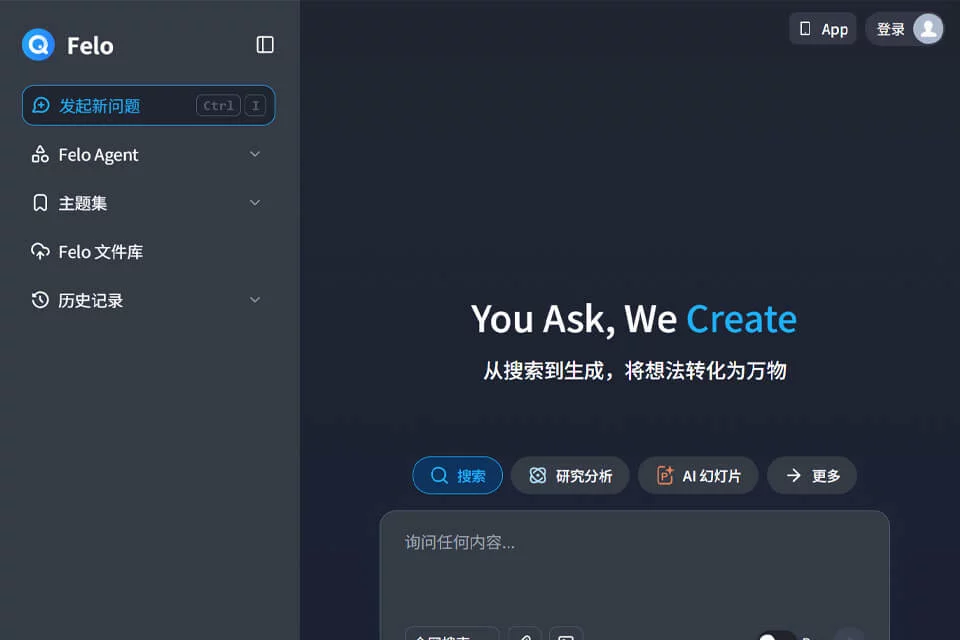 Felo
发起新问题 Ctrl I
Felo Agent
主题集
Felo 文件库
历史记录
App 登录
You Ask, We Create
从搜索到生成，将想法转化为万物
搜索 研究分析 AI 幻灯片 更多
询问任何内容...